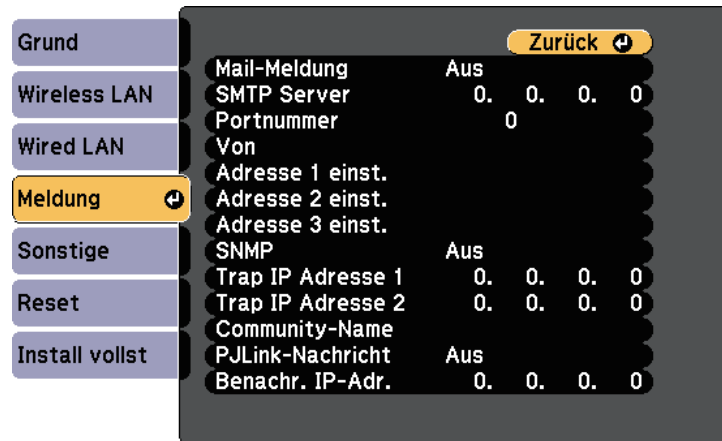 Grund
Wireless LAN
Wired LAN
Meldung
Sonstige
Reset
Install vollst
Zurück
Mail-Meldung Aus
SMTP Server 0. 0. 0. 0
Portnummer 0
Von
Adresse 1 einst.
Adresse 2 einst.
Adresse 3 einst.
SNMP Aus
Trap IP Adresse 1 0. 0. 0. 0
Trap IP Adresse 2 0. 0. 0. 0
Community-Name
PJLink-Nachricht Aus
Benachr. IP-Adr. 0. 0. 0. 0